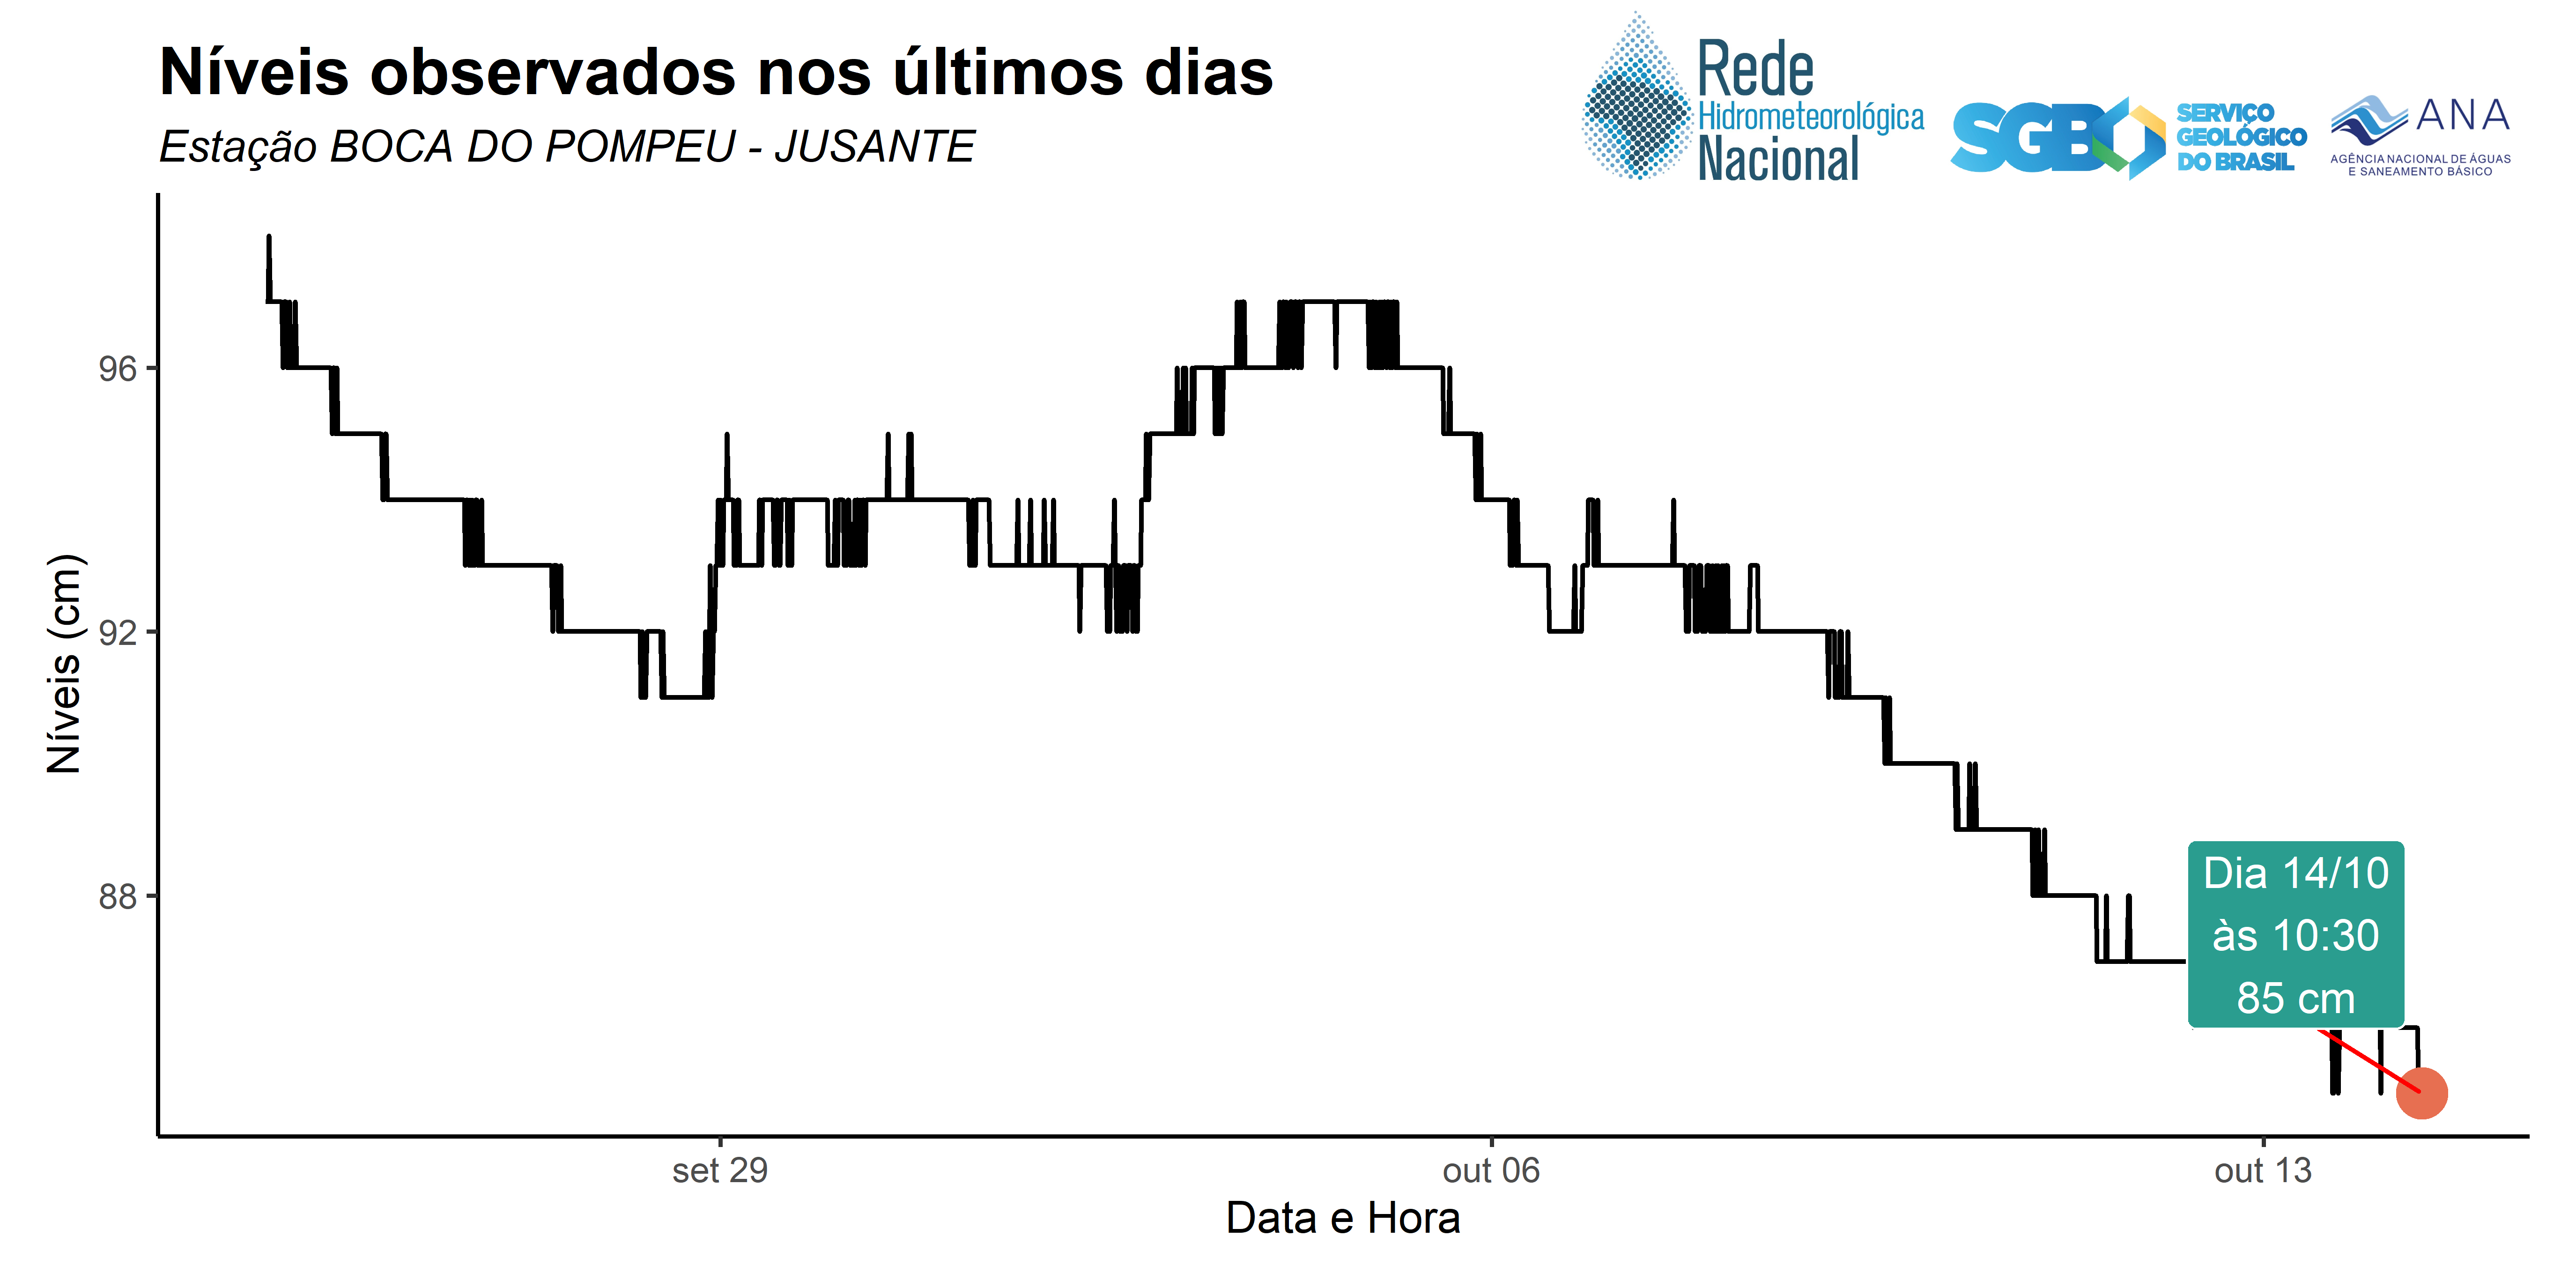 Níveis observados nos últimos dias
Estação BOCA DO POMPEU - JUSANTE
Rede
Hidrometeorológica
Nacional
SGB
SERVIÇO
GEOLÓGICO
DO BRASIL
ANA
AGÊNCIA NACIONAL DE ÁGUAS
E SANEAMENTO BÁSICO
Níveis (cm)
96
92
88
Dia 14/10
às 10:30
85 cm
set 29
out 06
out 13
Data e Hora